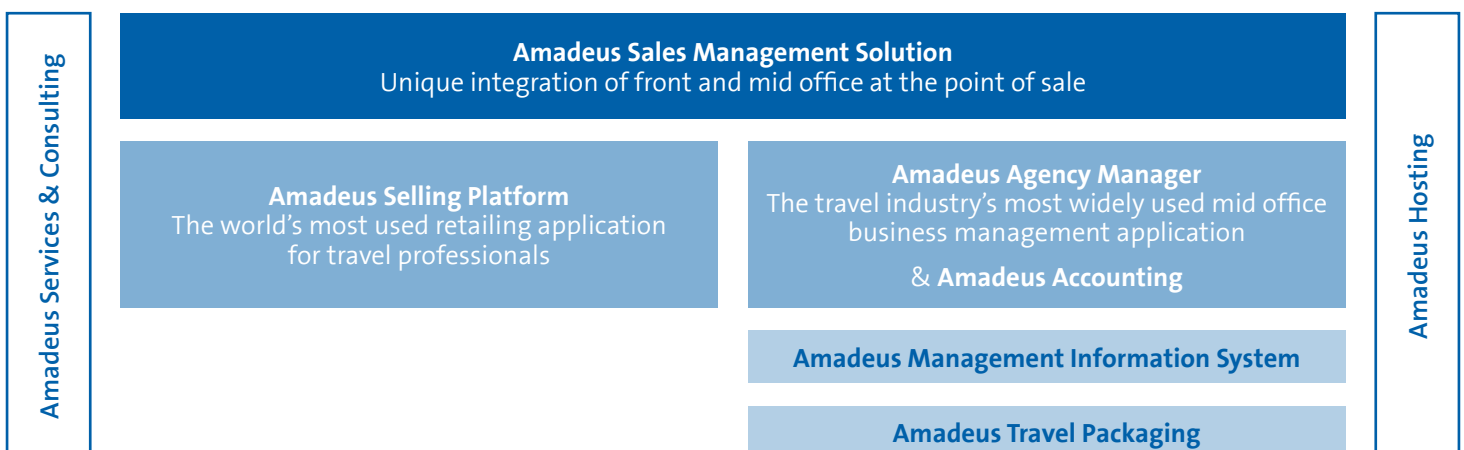 Amadeus Services & Consulting
Amadeus Sales Management Solution
Unique integration of front and mid office at the point of sale
Amadeus Selling Platform
The world’s most used retailing application
for travel professionals
Amadeus Agency Manager
The travel industry’s most widely used mid office
business management application
& Amadeus Accounting
Amadeus Management Information System
Amadeus Travel Packaging
Amadeus Hosting